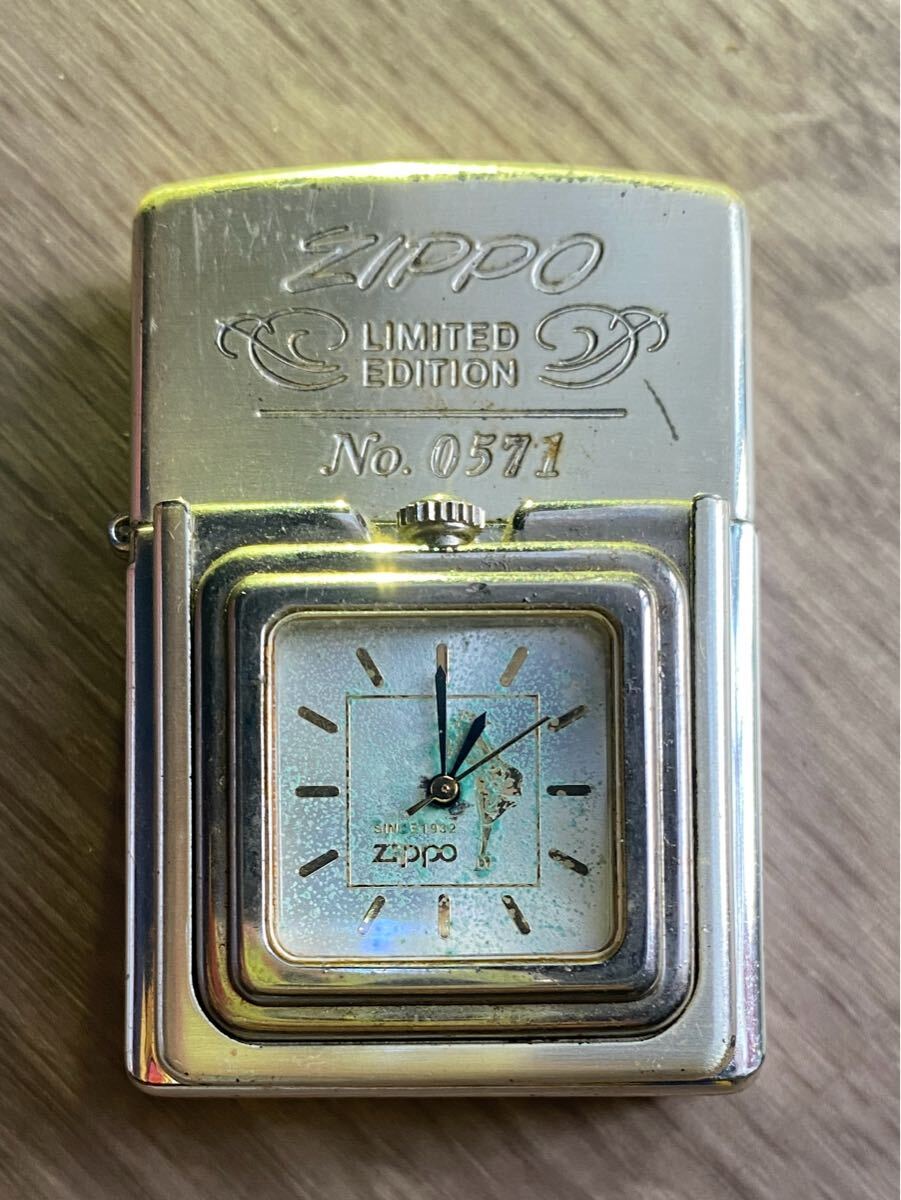 ZIPPO
LIMITED
EDITION
No. 0571
SINCE 1932
zippo